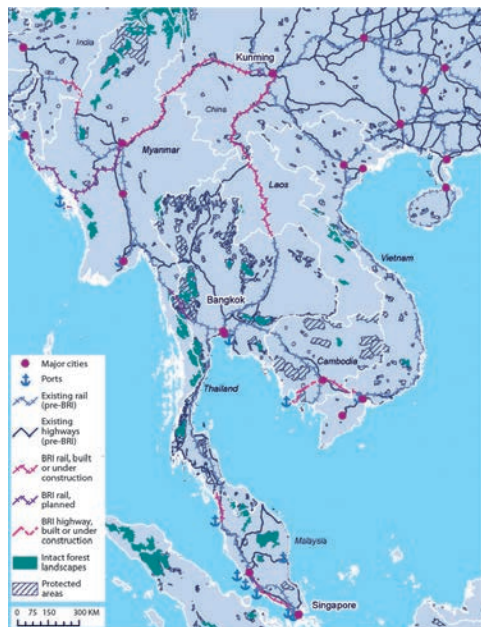 India
Kunming
China
Myanmar
Laos
Vietnam
Bangkok
Cambodia
Thailand
Malaysia
Singapore
Major cities
Ports
Existing rail
(pre-BRI)
Existing
highways
(pre-BRI)
BRI rail, built
or under
construction
BRI rail,
planned
BRI highway,
built or under
construction
Intact forest
landscapes
Protected
areas
0 75 150 300 KM